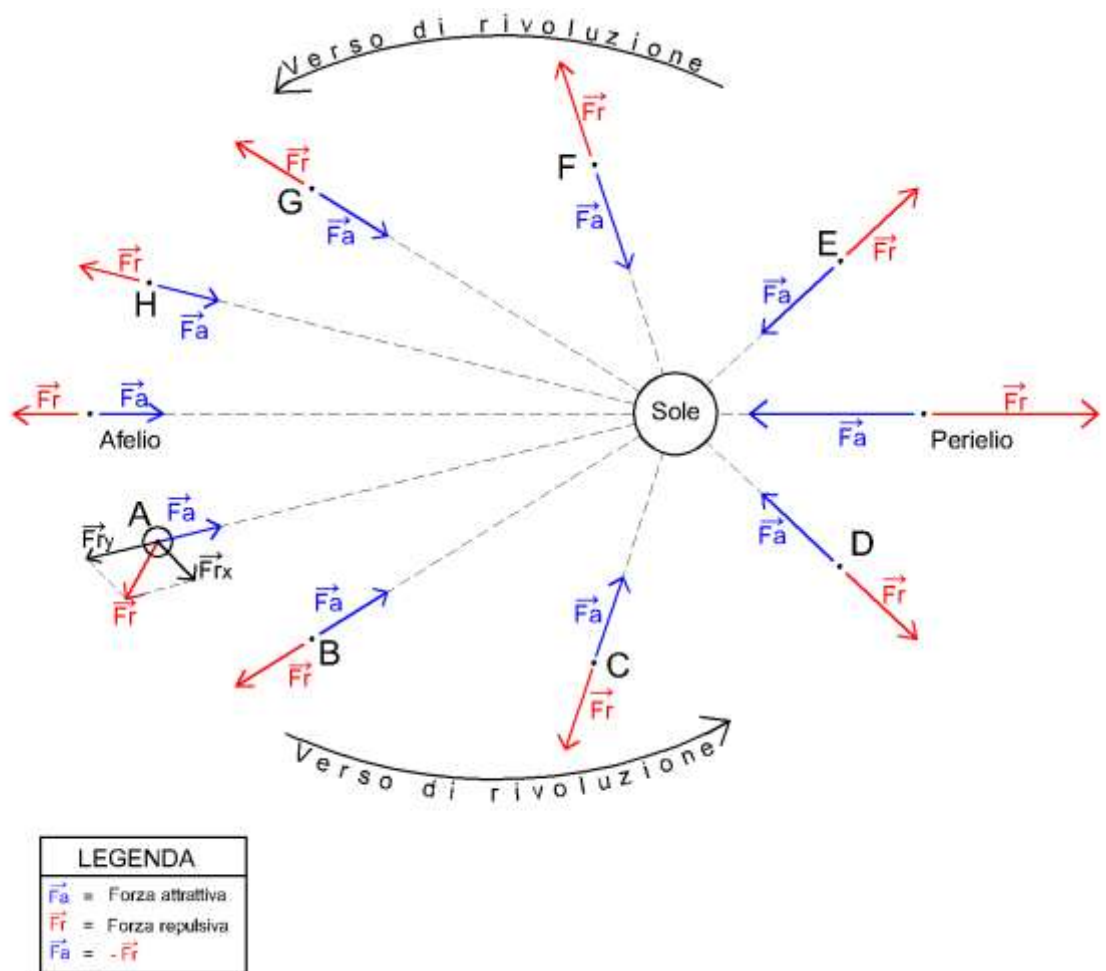 Verso di rivoluzione
Fr
F
Fa
Fr
G
Fa
E
Fr
Fa
Fr
H
Fa
Fr
Fa
Afelio
Sole
Fa
Fr
Perielio
A
Fa
Fry
Frx
Fr
Fa
D
Fr
Fa
B
Fr
Fa
C
Fr
Verso di rivoluzione
LEGENDA
Fa = Forza attrattiva
Fr = Forza repulsiva
Fa = -Fr